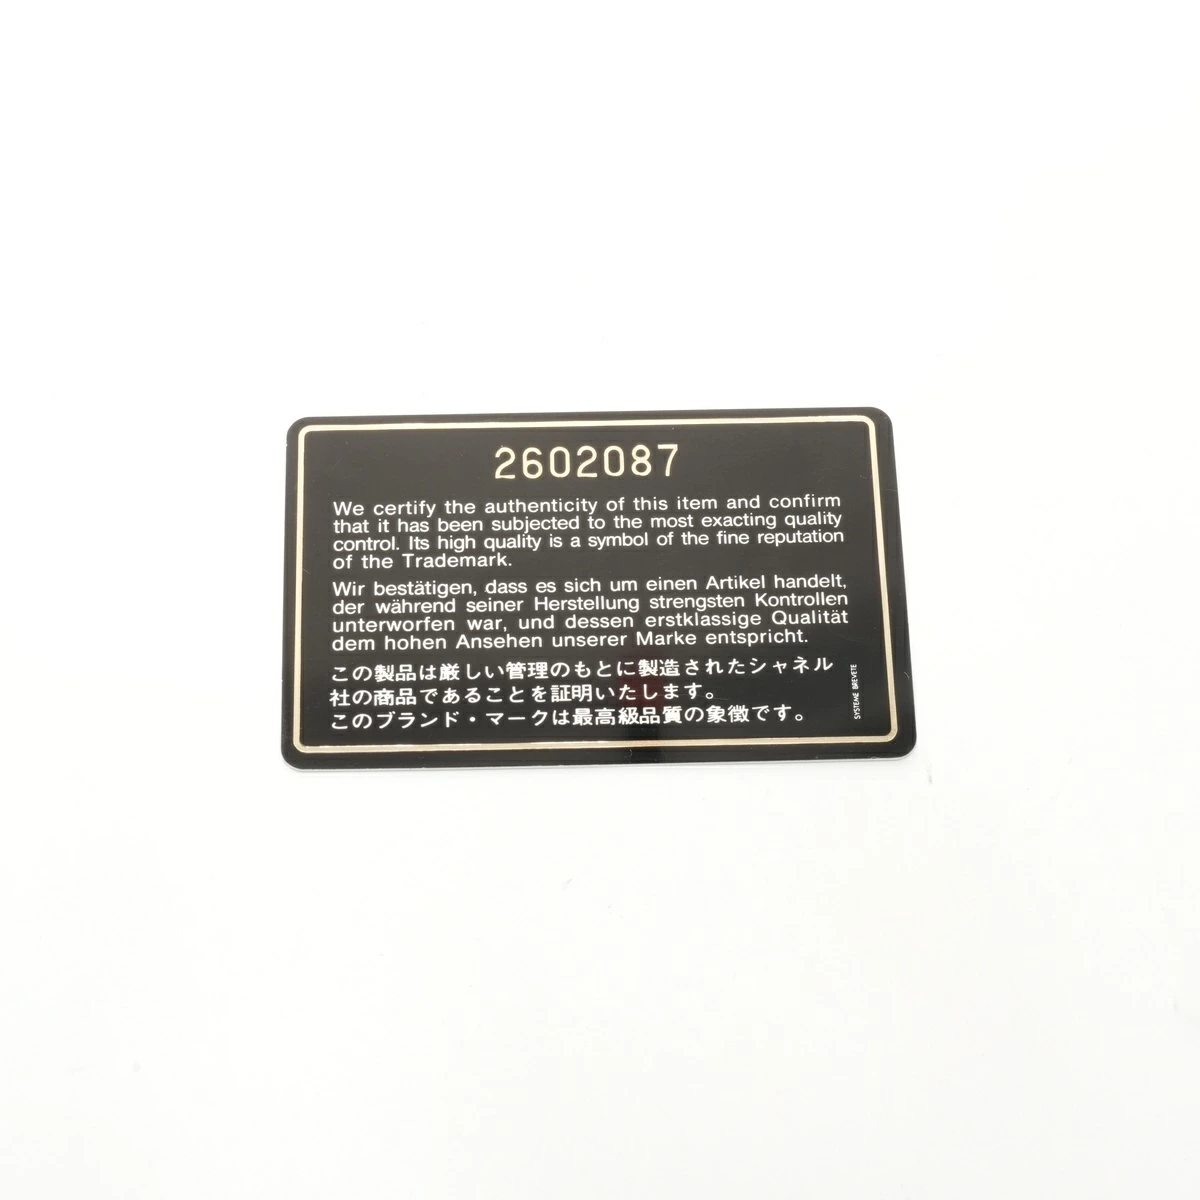 2602087
We certify the authenticity of this item and confirm
that it has been subjected to the most exacting quality
control. Its high quality is a symbol of the fine reputation
of the Trademark.
Wir bestätigen, dass es sich um einen Artikel handelt,
der während seiner Herstellung strengsten Kontrollen
unterworfen war, und dessen erstklassige Qualität
dem hohen Ansehen unserer Marke entspricht.
この製品は厳しい管理のもとに製造されたシャネル
社の商品であることを証明いたします。
このブランド・マークは最高級品質の象徴です。
SYSTEME BREVETE